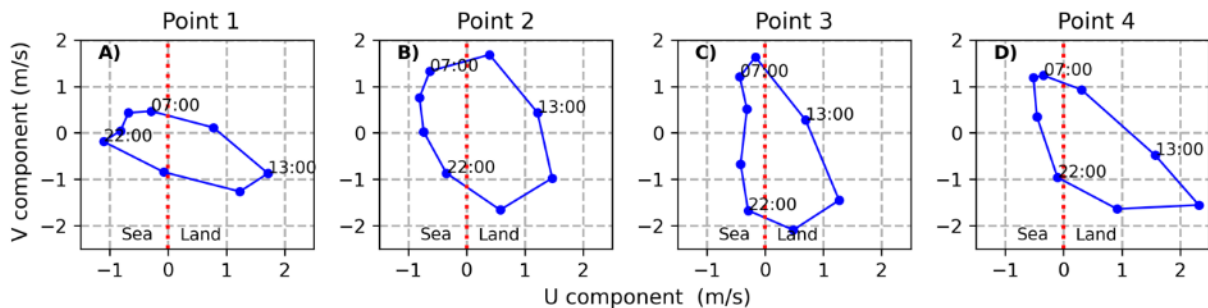 Point 1
Point 2
Point 3
Point 4
V component (m/s)
2
1
0
−1
−2
A)
07:00
22:00
13:00
Sea
Land
−1
0
1
2
2
1
0
−1
−2
B)
07:00
13:00
22:00
Sea
Land
−1
0
1
2
2
1
0
−1
−2
C)
07:00
13:00
22:00
Sea
Land
−1
0
1
2
2
1
0
−1
−2
D)
07:00
13:00
22:00
Sea
Land
−1
0
1
2
U component (m/s)